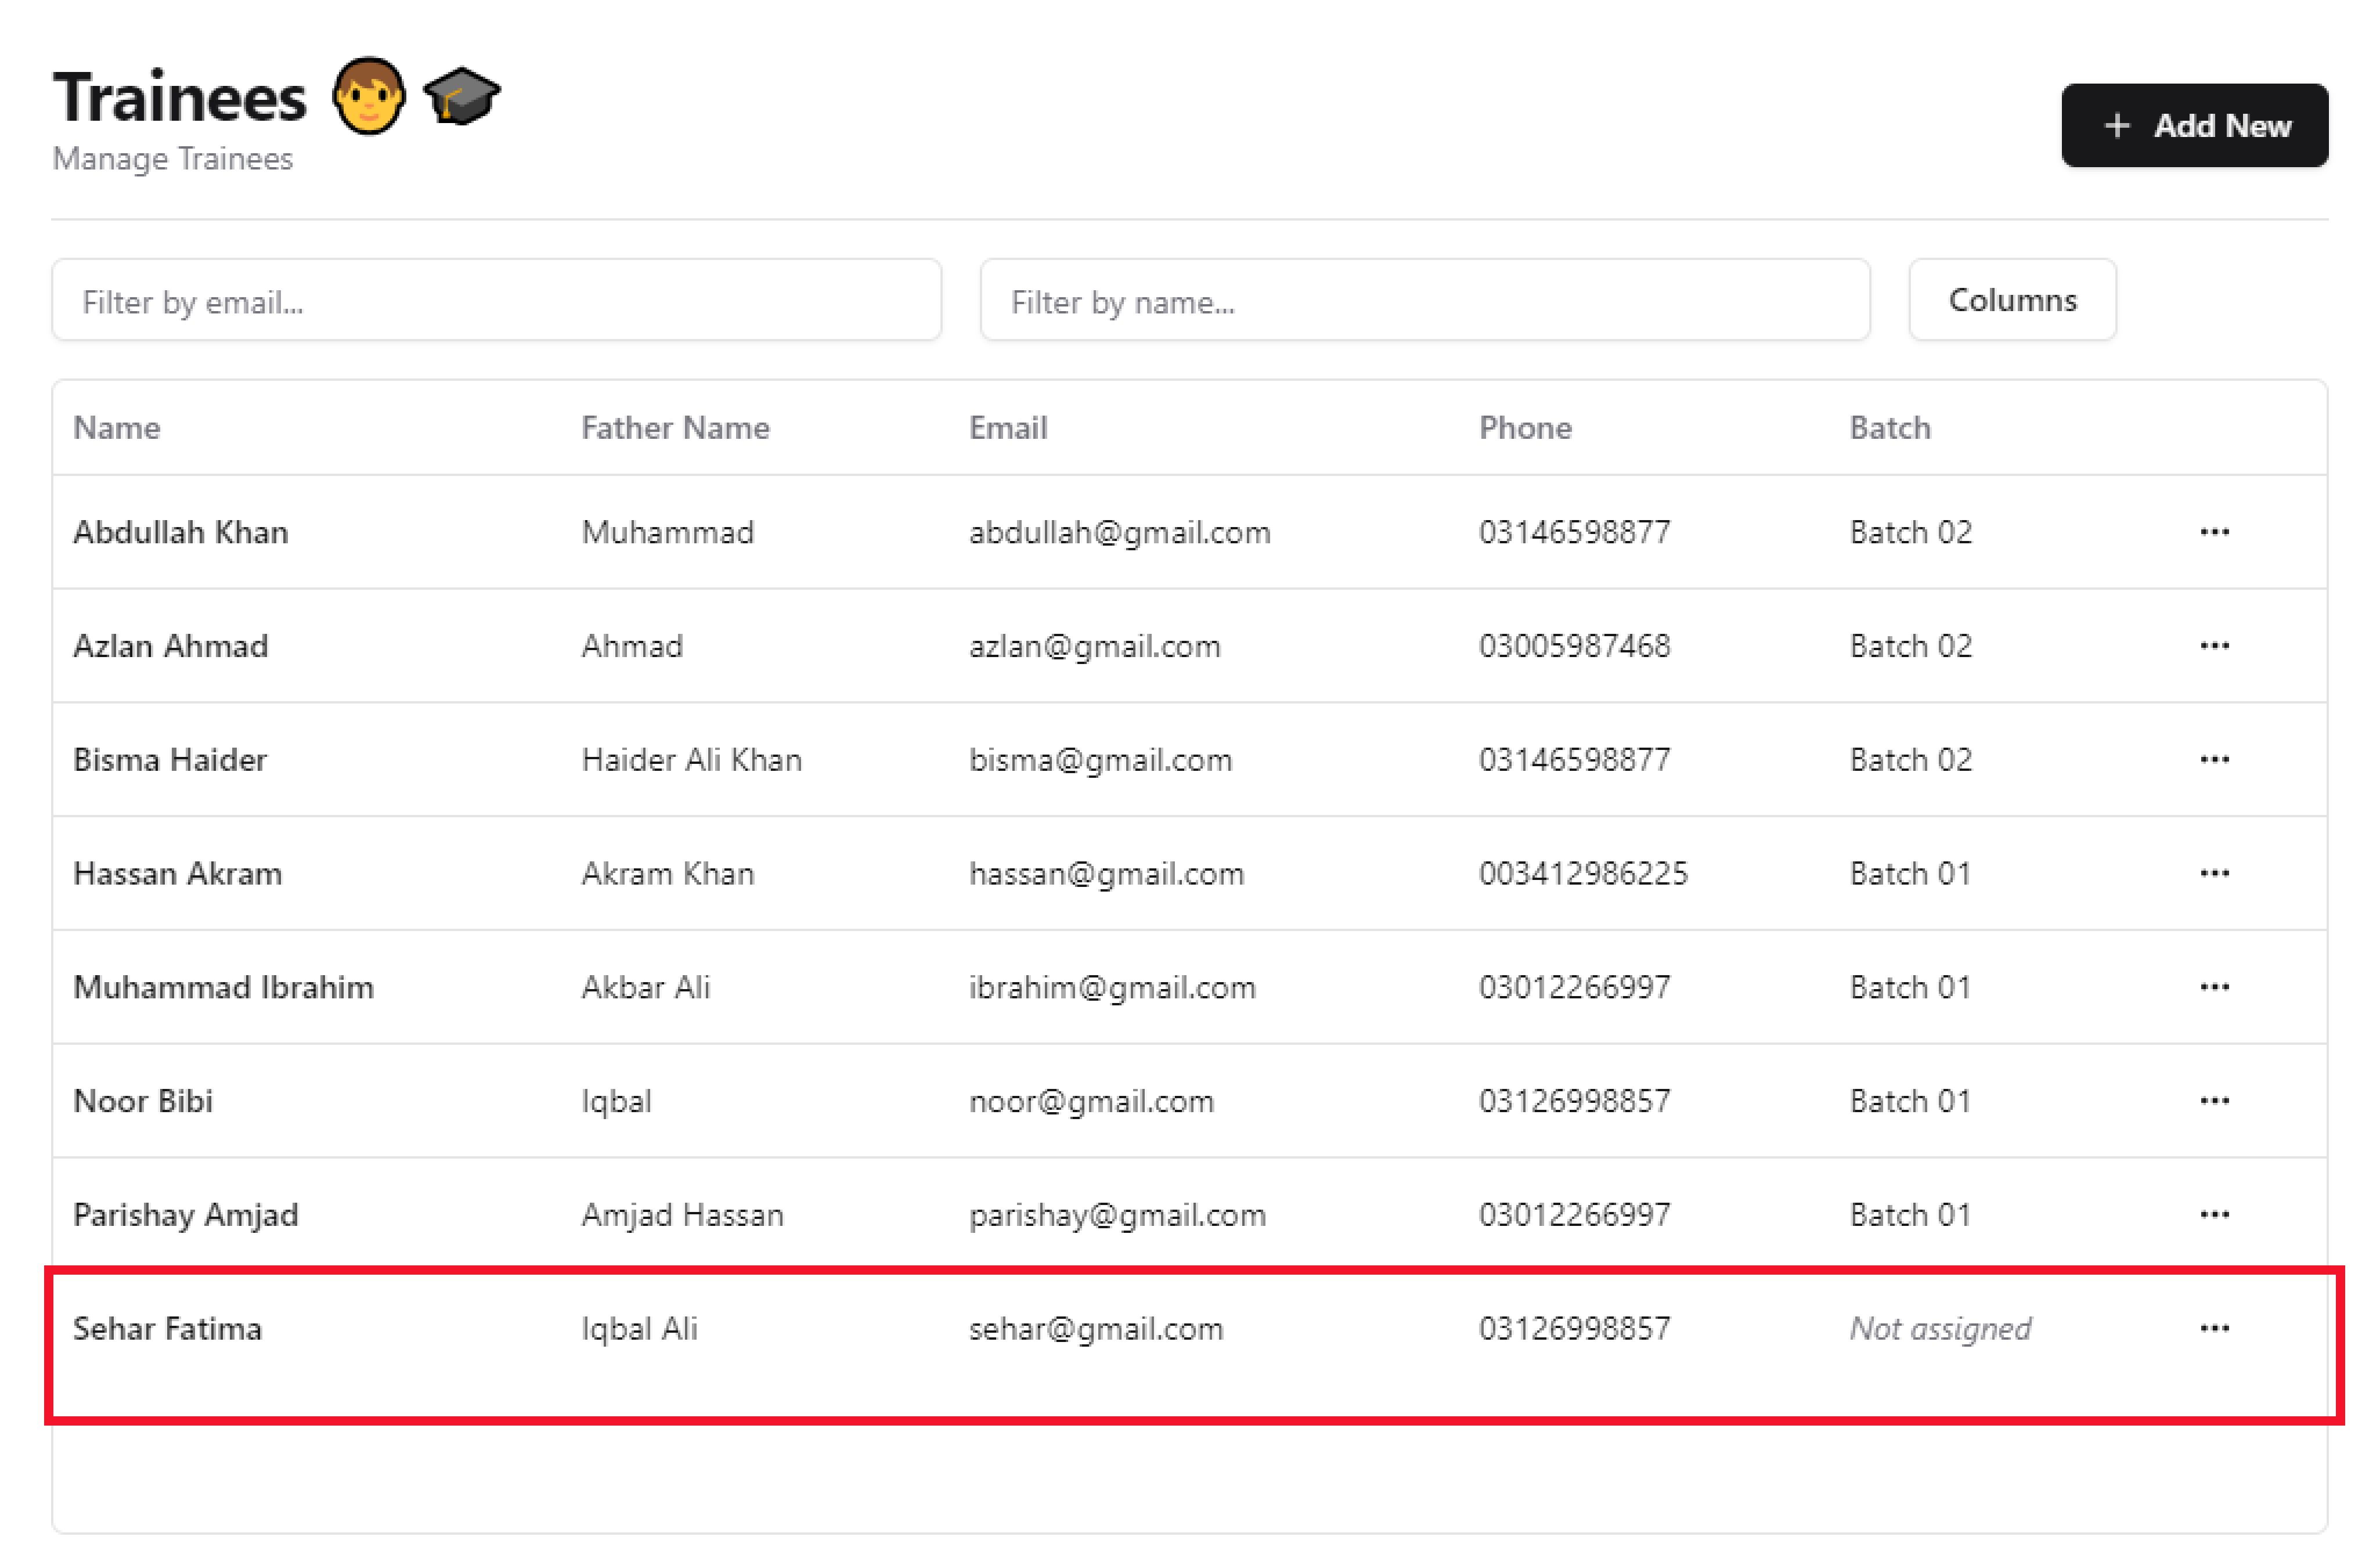 Trainees
Manage Trainees
+ Add New
Filter by email...
Filter by name...
Columns
Name Father Name Email Phone Batch
Abdullah Khan Muhammad abdullah@gmail.com 03146598877 Batch 02 ...
Azlan Ahmad Ahmad azlan@gmail.com 03005987468 Batch 02 ...
Bisma Haider Haider Ali Khan bisma@gmail.com 03146598877 Batch 02 ...
Hassan Akram Akram Khan hassan@gmail.com 003412986225 Batch 01 ...
Muhammad Ibrahim Akbar Ali ibrahim@gmail.com 03012266997 Batch 01 ...
Noor Bibi Iqbal noor@gmail.com 03126998857 Batch 01 ...
Parishay Amjad Amjad Hassan parishay@gmail.com 03012266997 Batch 01 ...
Sehar Fatima Iqbal Ali sehar@gmail.com 03126998857 Not assigned ...